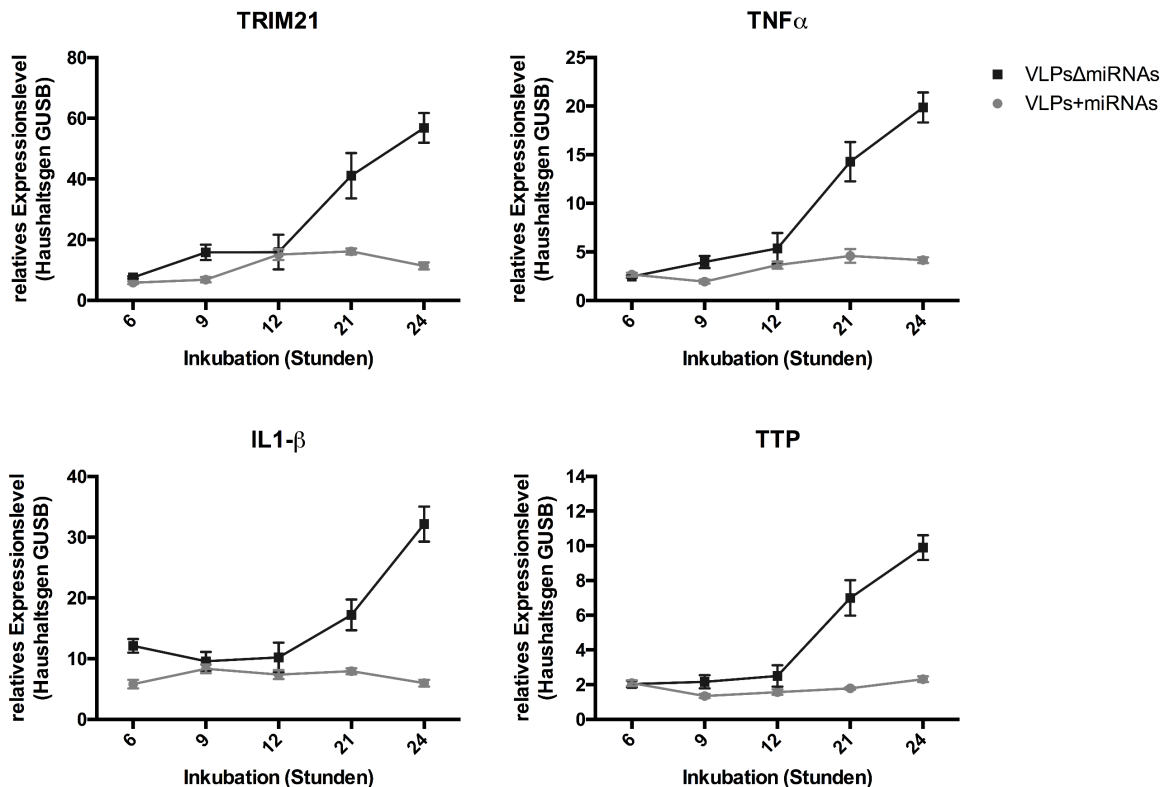 TRIM21
relatives Expressionslevel
(Haushaltsgen GUSB)
80
60
40
20
0
6 9 12 21 24
Inkubation (Stunden)
TNFα
relatives Expressionslevel
(Haushaltsgen GUSB)
25
20
15
10
5
0
6 9 12 21 24
Inkubation (Stunden)
VLPsΔmiRNAs
VLPs+miRNAs
IL1-β
relatives Expressionslevel
(Haushaltsgen GUSB)
40
30
20
10
0
6 9 12 21 24
Inkubation (Stunden)
TTP
relatives Expressionslevel
(Haushaltsgen GUSB)
14
12
10
8
6
4
2
0
6 9 12 21 24
Inkubation (Stunden)